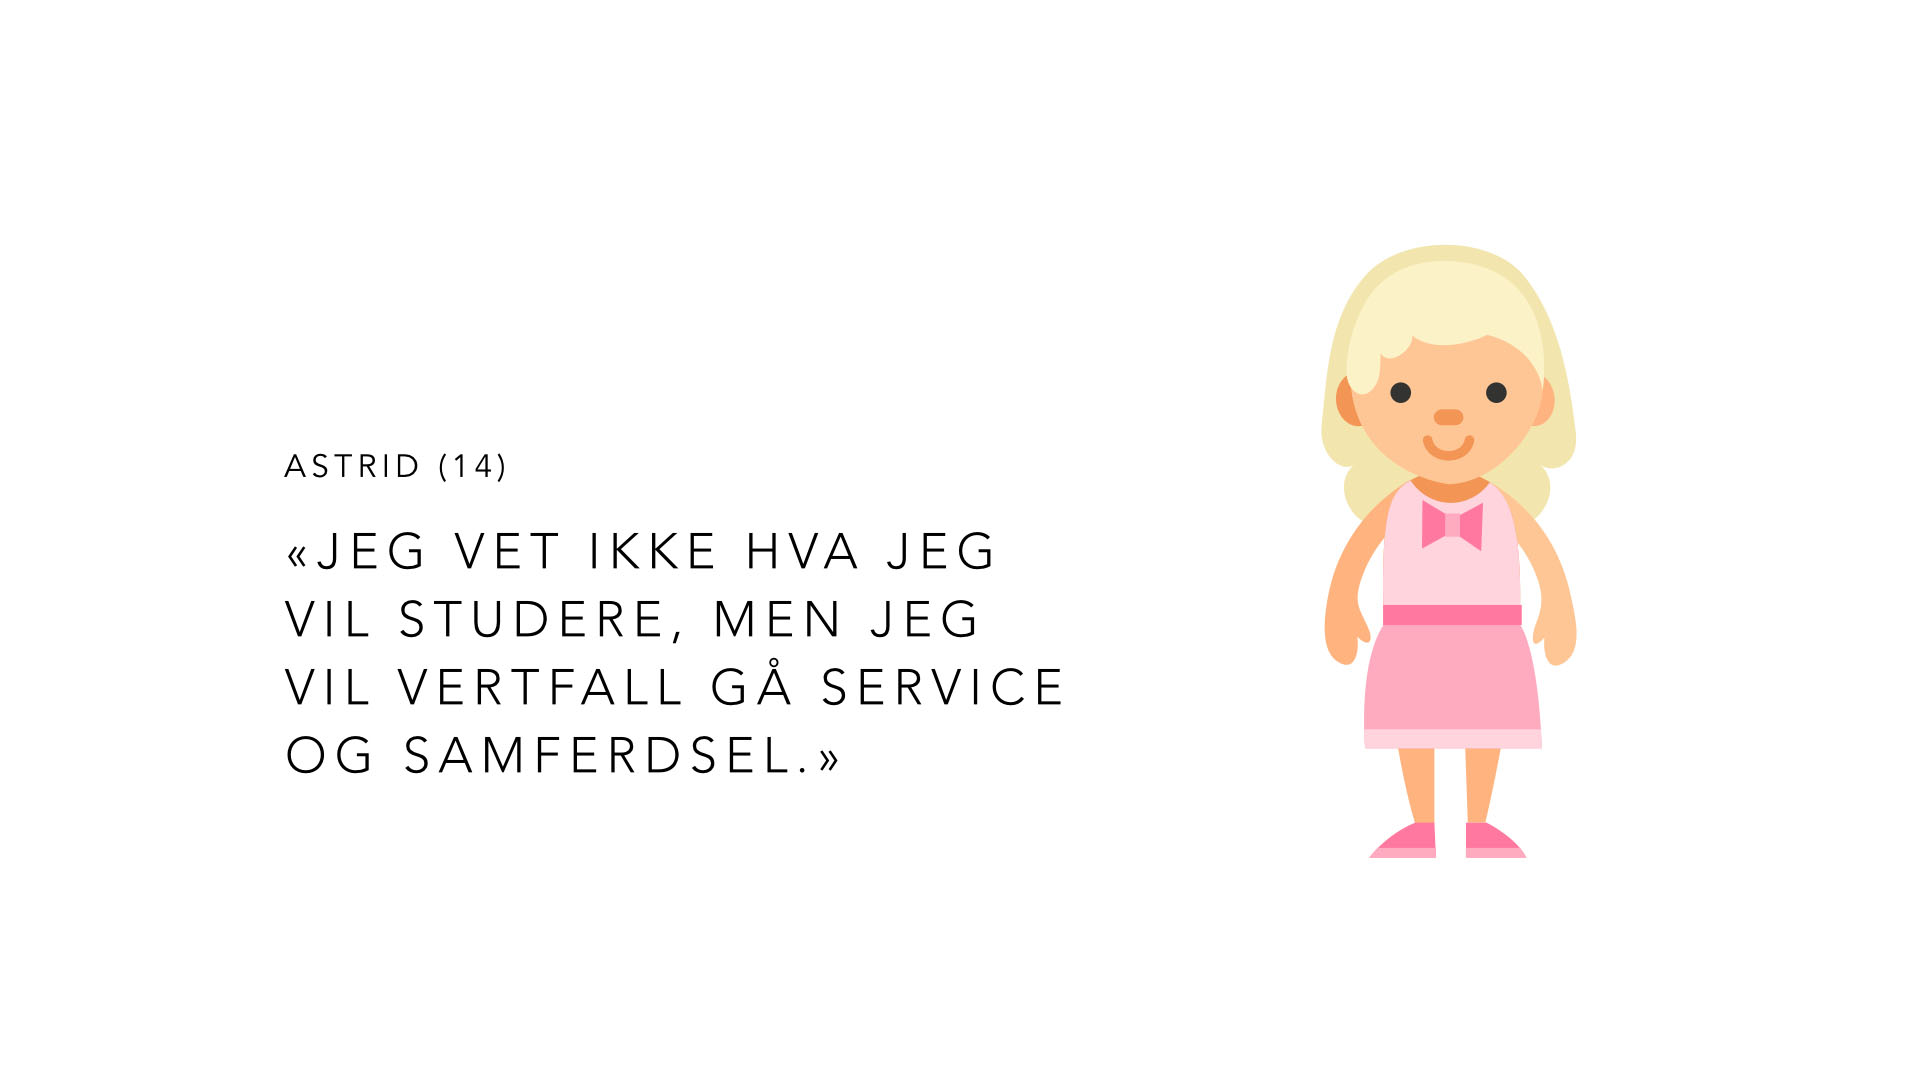 ASTRID (14)
«JEG VET IKKE HVA JEG
VIL STUDERE, MEN JEG
VIL VERTFALL GÅ SERVICE
OG SAMFERDSEL.»